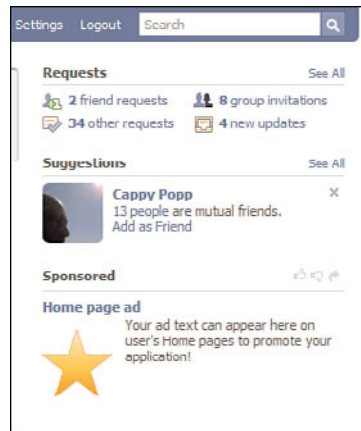 Settings Logout Search
Requests See All
2 friend requests 8 group invitations
34 other requests 4 new updates
Suggestions See All
Cappy Popp
13 people are mutual friends.
Add as Friend
Sponsored
Home page ad
Your ad text can appear here on
user's Home pages to promote your
application!